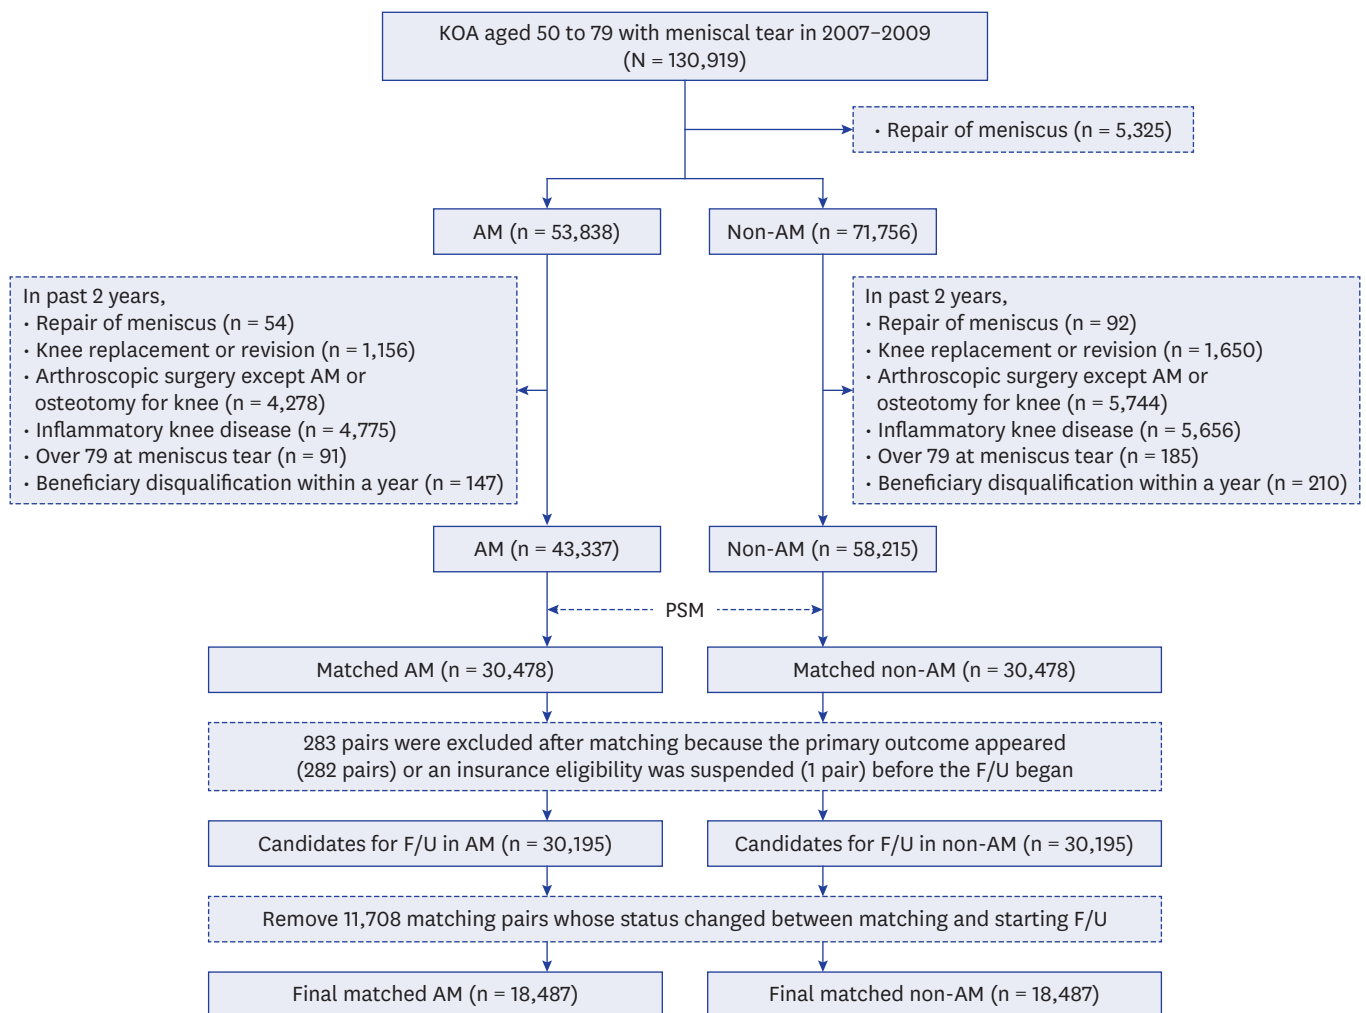 KOA aged 50 to 79 with meniscal tear in 2007–2009
(N = 130,919)
· Repair of meniscus (n = 5,325)
AM (n = 53,838)
Non-AM (n = 71,756)
In past 2 years,
· Repair of meniscus (n = 54)
· Knee replacement or revision (n = 1,156)
· Arthroscopic surgery except AM or
osteotomy for knee (n = 4,278)
· Inflammatory knee disease (n = 4,775)
· Over 79 at meniscus tear (n = 91)
· Beneficiary disqualification within a year (n = 147)
In past 2 years,
· Repair of meniscus (n = 92)
· Knee replacement or revision (n = 1,650)
· Arthroscopic surgery except AM or
osteotomy for knee (n = 5,744)
· Inflammatory knee disease (n = 5,656)
· Over 79 at meniscus tear (n = 185)
· Beneficiary disqualification within a year (n = 210)
AM (n = 43,337)
Non-AM (n = 58,215)
PSM
Matched AM (n = 30,478)
Matched non-AM (n = 30,478)
283 pairs were excluded after matching because the primary outcome appeared
(282 pairs) or an insurance eligibility was suspended (1 pair) before the F/U began
Candidates for F/U in AM (n = 30,195)
Candidates for F/U in non-AM (n = 30,195)
Remove 11,708 matching pairs whose status changed between matching and starting F/U
Final matched AM (n = 18,487)
Final matched non-AM (n = 18,487)